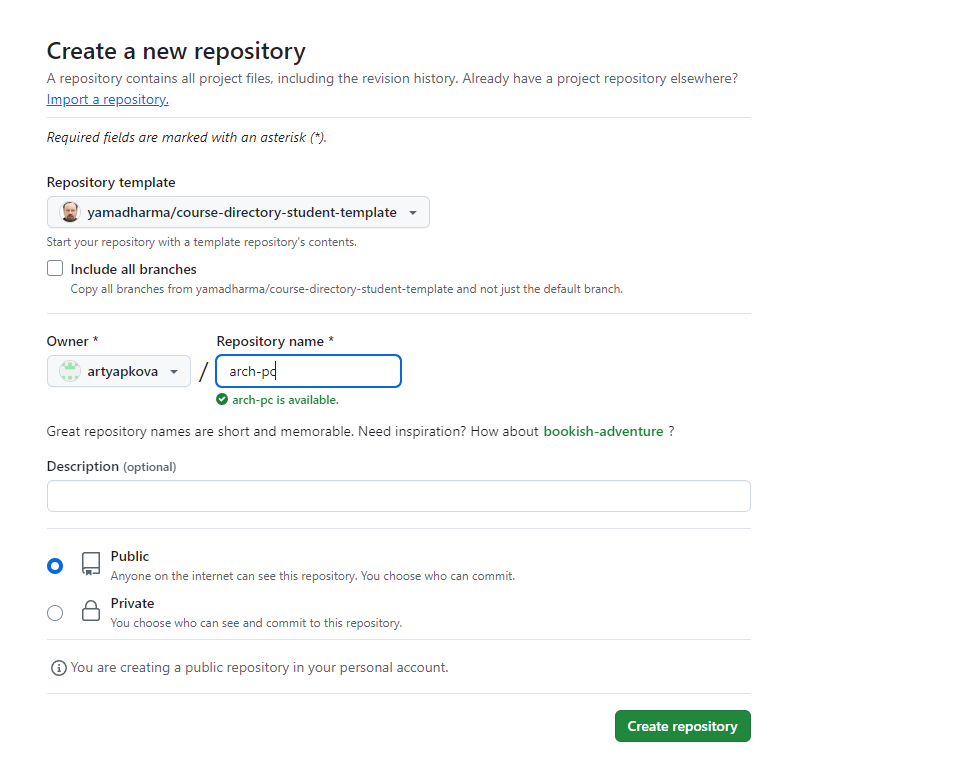 Create a new repository
A repository contains all project files, including the revision history. Already have a project repository elsewhere?
Import a repository.
Required fields are marked with an asterisk (*).
Repository template
yamadharma/course-directory-student-template
Start your repository with a template repository's contents.
Include all branches
Copy all branches from yamadharma/course-directory-student-template and not just the default branch.
Owner * Repository name *
artyapkova / arch-pc
arch-pc is available.
Great repository names are short and memorable. Need inspiration? How about bookish-adventure ?
Description (optional)
Public
Anyone on the internet can see this repository. You choose who can commit.
Private
You choose who can see and commit to this repository.
You are creating a public repository in your personal account.
Create repository